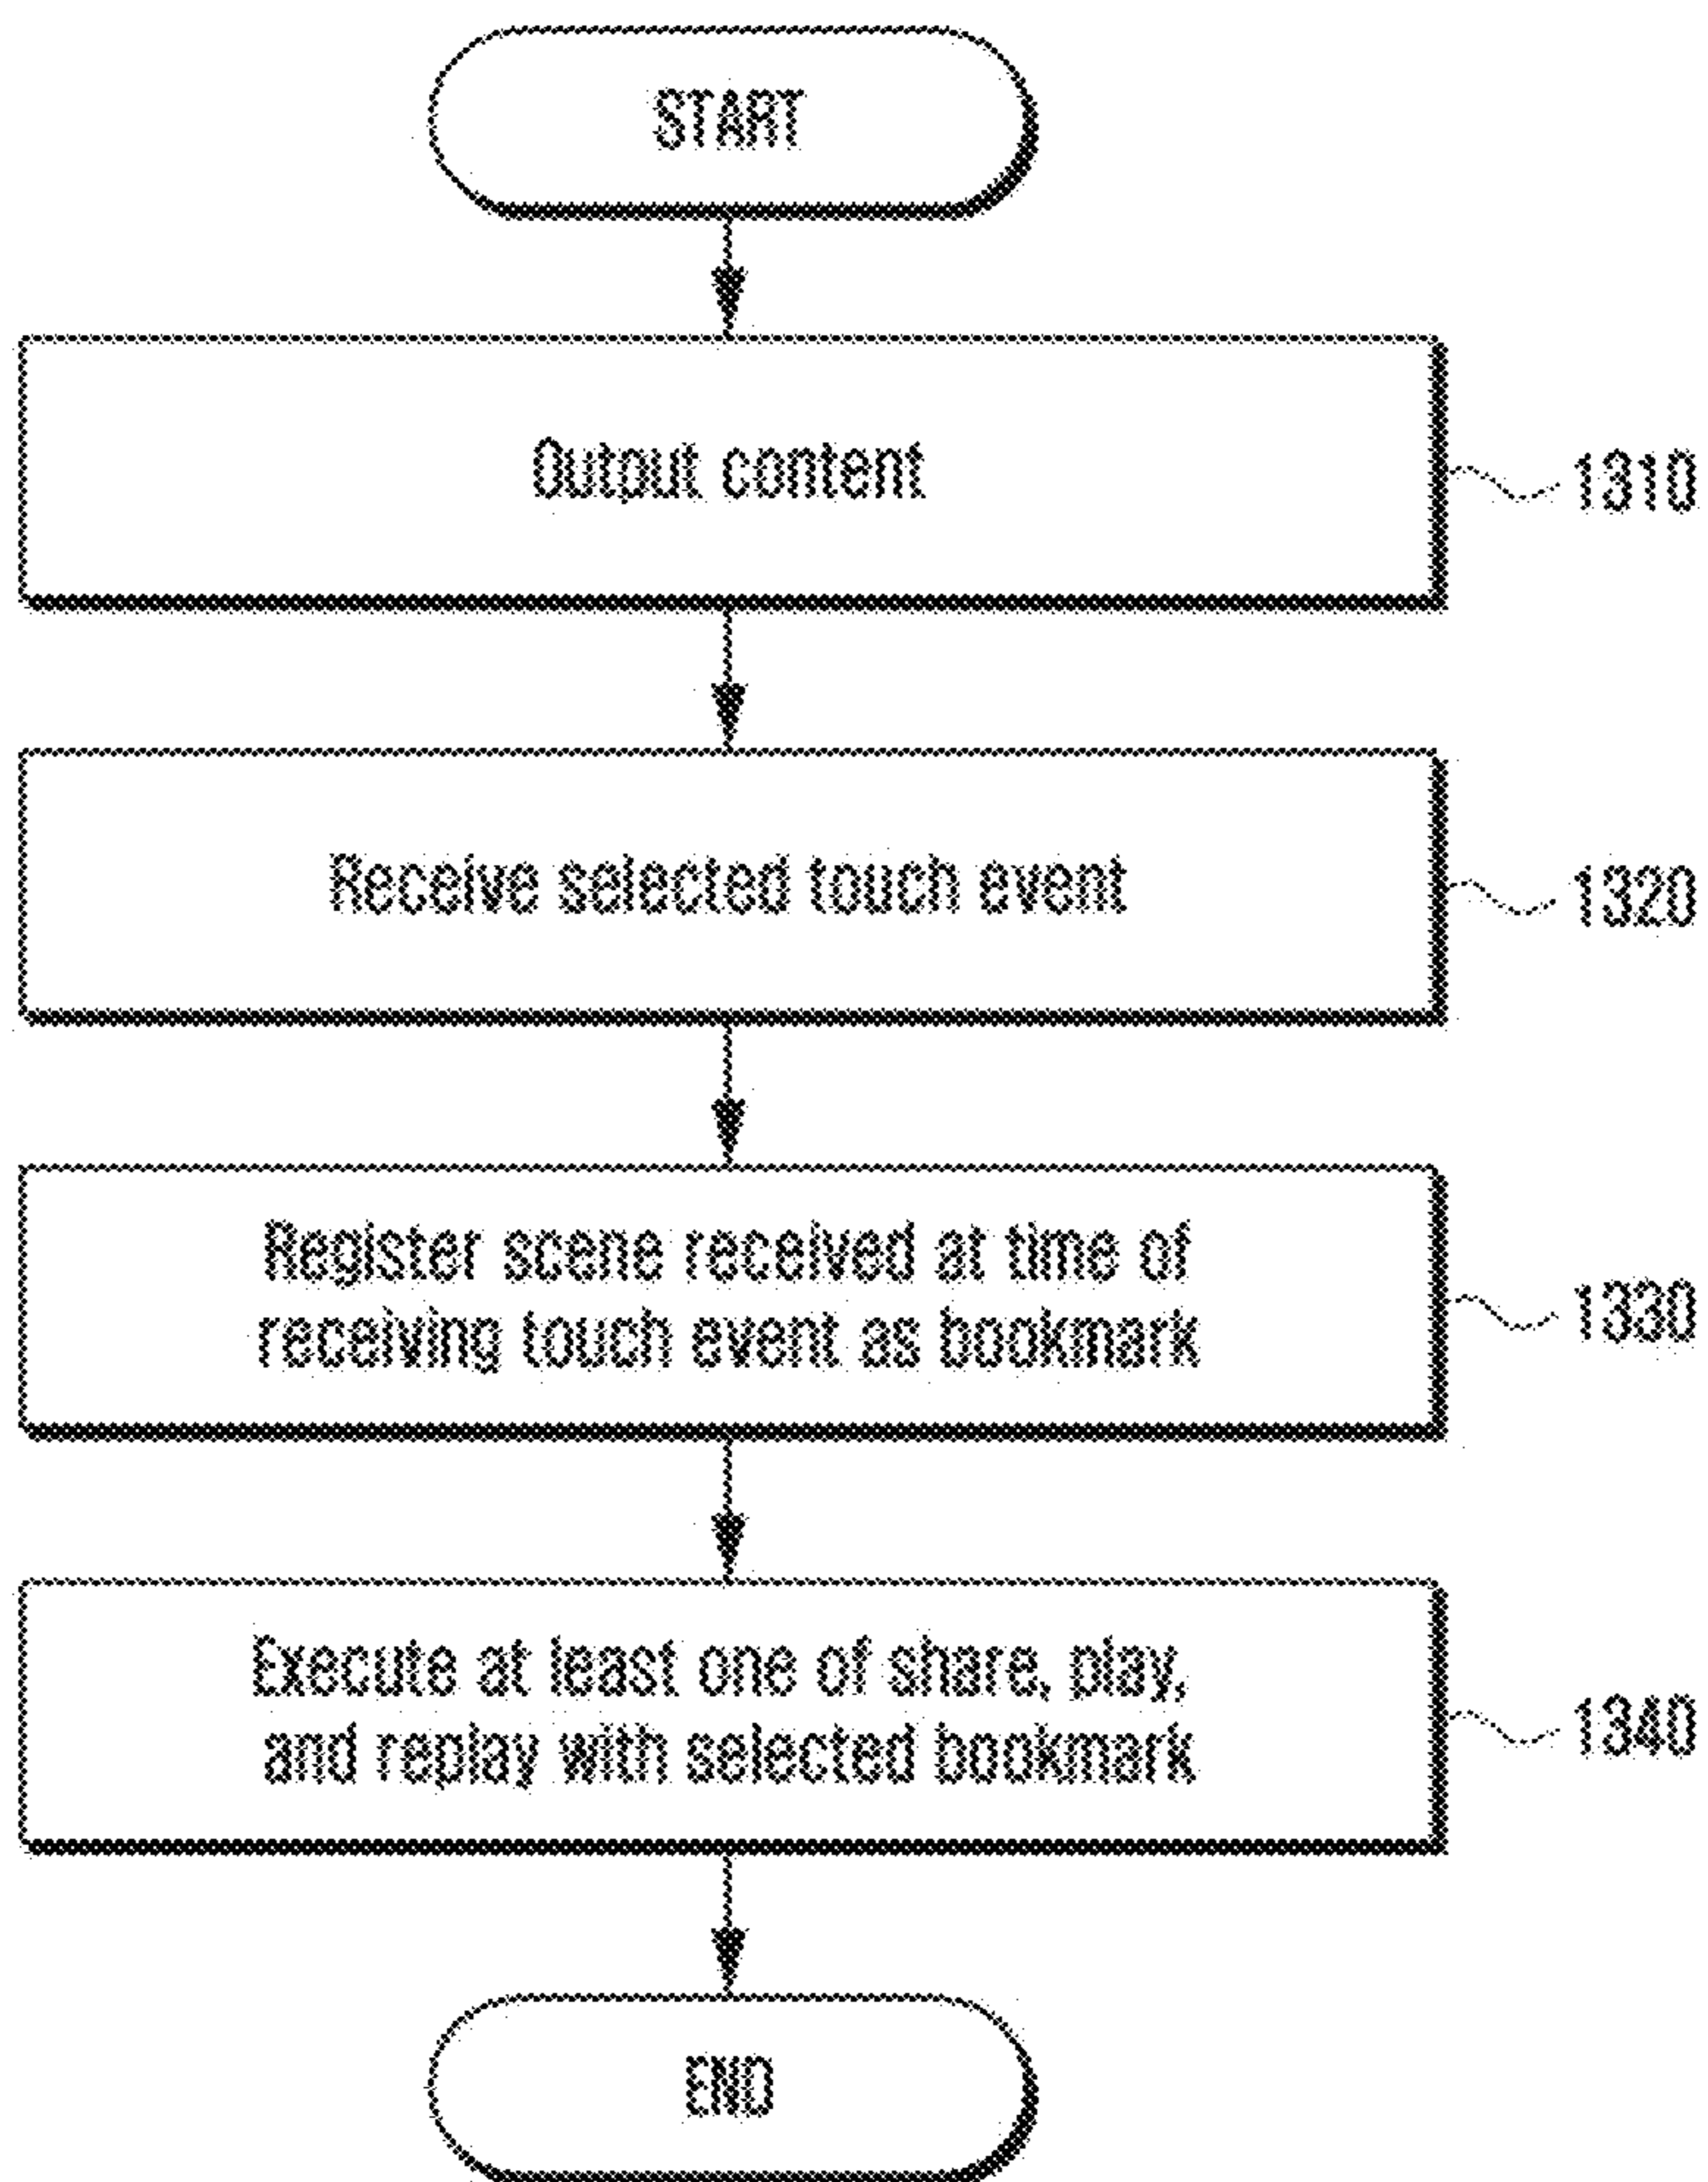 START
Output content
1310
Receive selected touch event
1320
Register scene received at time of
receiving touch event as bookmark
1330
Execute at least one of share, play,
and replay with selected bookmark
1340
END